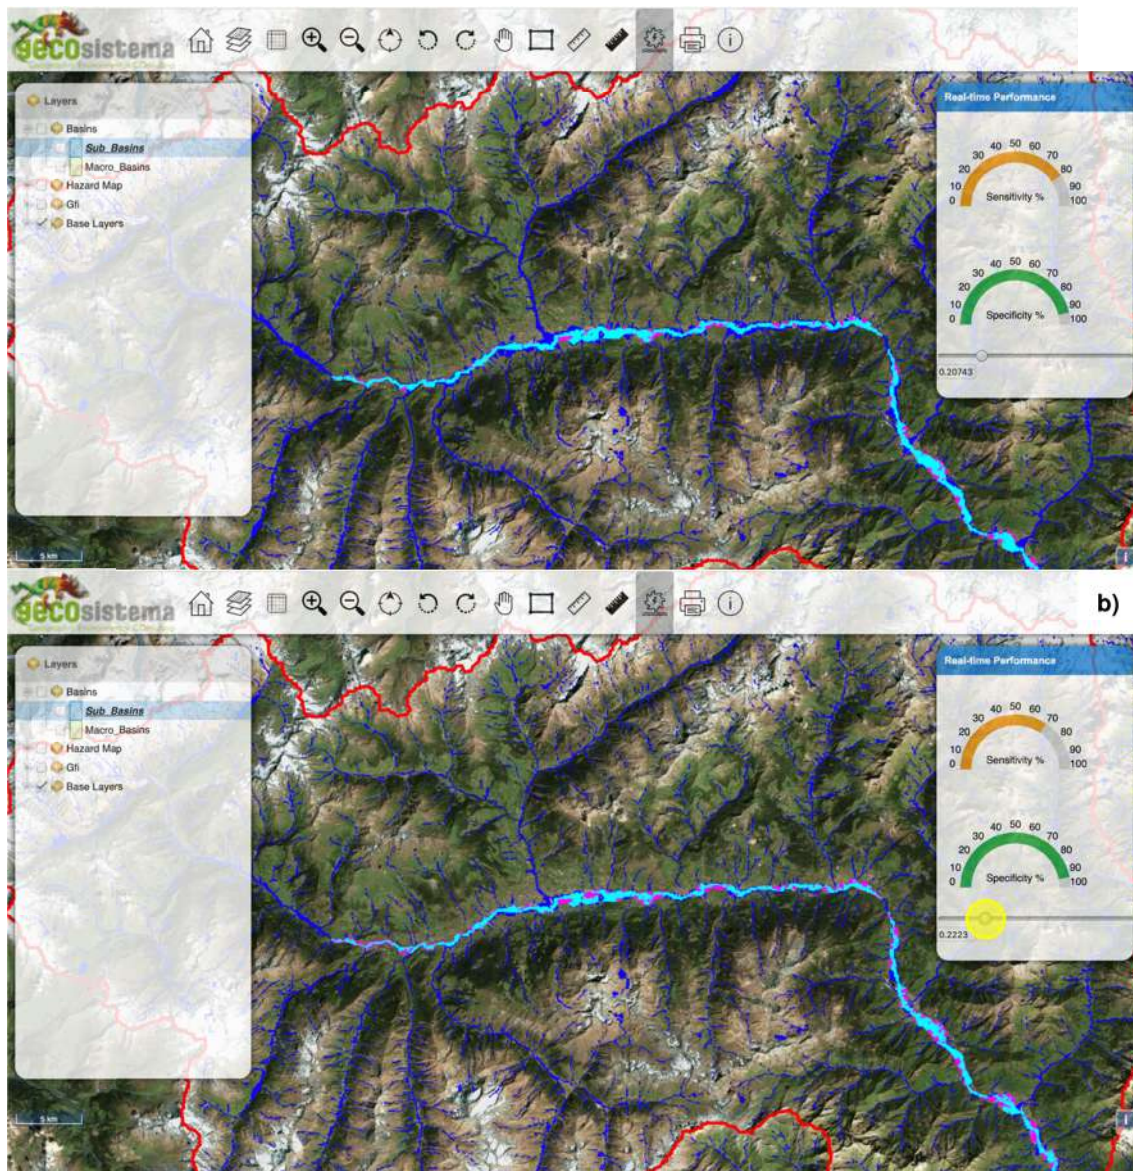 gecosistema
Layers
Basins
Sub_Basins
Macro_Basins
Hazard Map
Gfi
Base Layers
5 km
Real-time Performance
0 10 20 30 40 50 60 70 80 90 100
Sensitivity %
0 10 20 30 40 50 60 70 80 90 100
Specificity %
0.20743
i
gecosistema
b)
Layers
Basins
Sub_Basins
Macro_Basins
Hazard Map
Gfi
Base Layers
5 km
Real-time Performance
0 10 20 30 40 50 60 70 80 90 100
Sensitivity %
0 10 20 30 40 50 60 70 80 90 100
Specificity %
0.2223
i